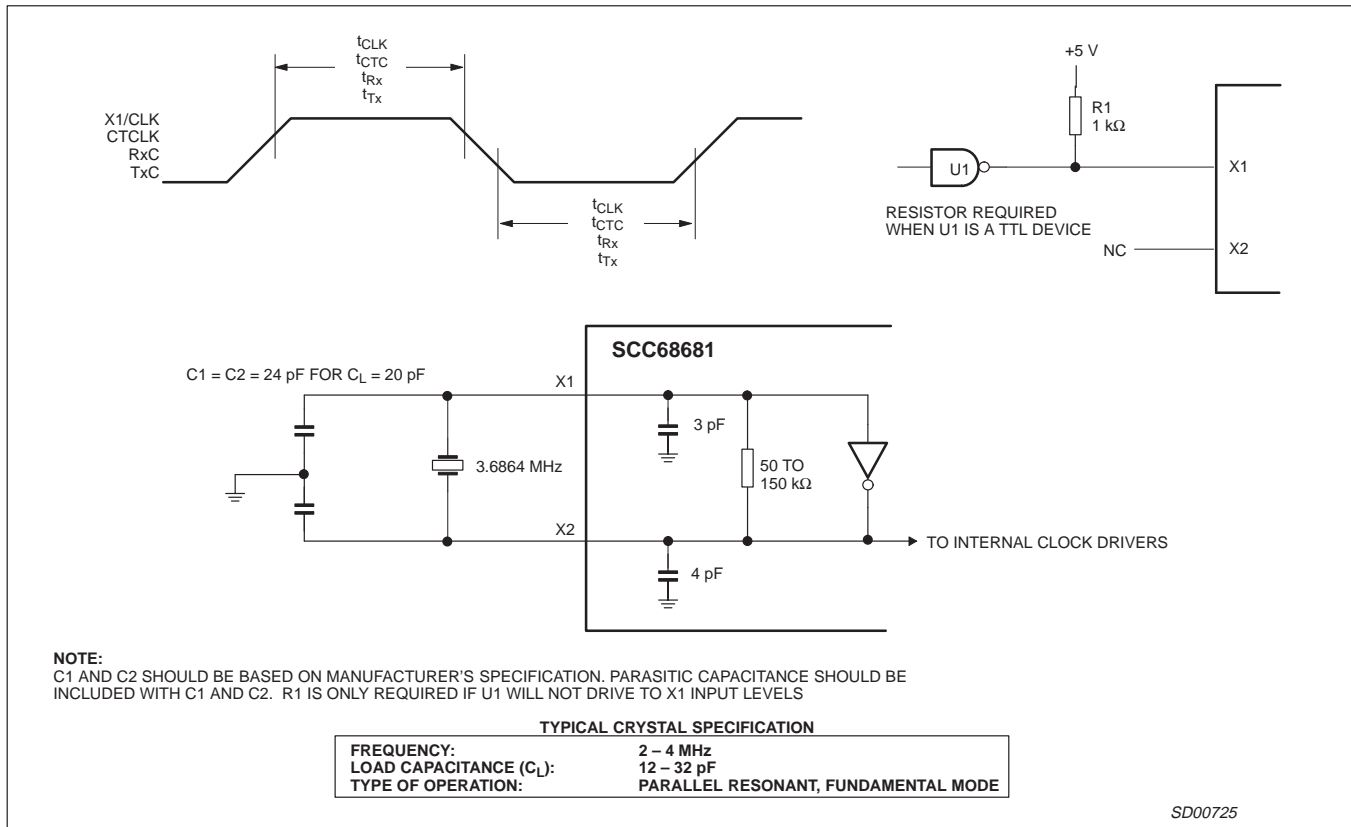 tCLK
tCTC
tRx
tTx
X1/CLK
CTCLK
RxC
TxC
tCLK
tCTC
tRx
tTx
+5 V
R1
1 kΩ
U1
X1
RESISTOR REQUIRED
WHEN U1 IS A TTL DEVICE
NC
X2
SCC68681
C1 = C2 = 24 pF FOR CL = 20 pF
X1
3 pF
3.6864 MHz
50 TO
150 kΩ
X2
TO INTERNAL CLOCK DRIVERS
4 pF
NOTE:
C1 AND C2 SHOULD BE BASED ON MANUFACTURER'S SPECIFICATION. PARASITIC CAPACITANCE SHOULD BE
INCLUDED WITH C1 AND C2. R1 IS ONLY REQUIRED IF U1 WILL NOT DRIVE TO X1 INPUT LEVELS
TYPICAL CRYSTAL SPECIFICATION
FREQUENCY: 2 – 4 MHz
LOAD CAPACITANCE (CL): 12 – 32 pF
TYPE OF OPERATION: PARALLEL RESONANT, FUNDAMENTAL MODE
SD00725